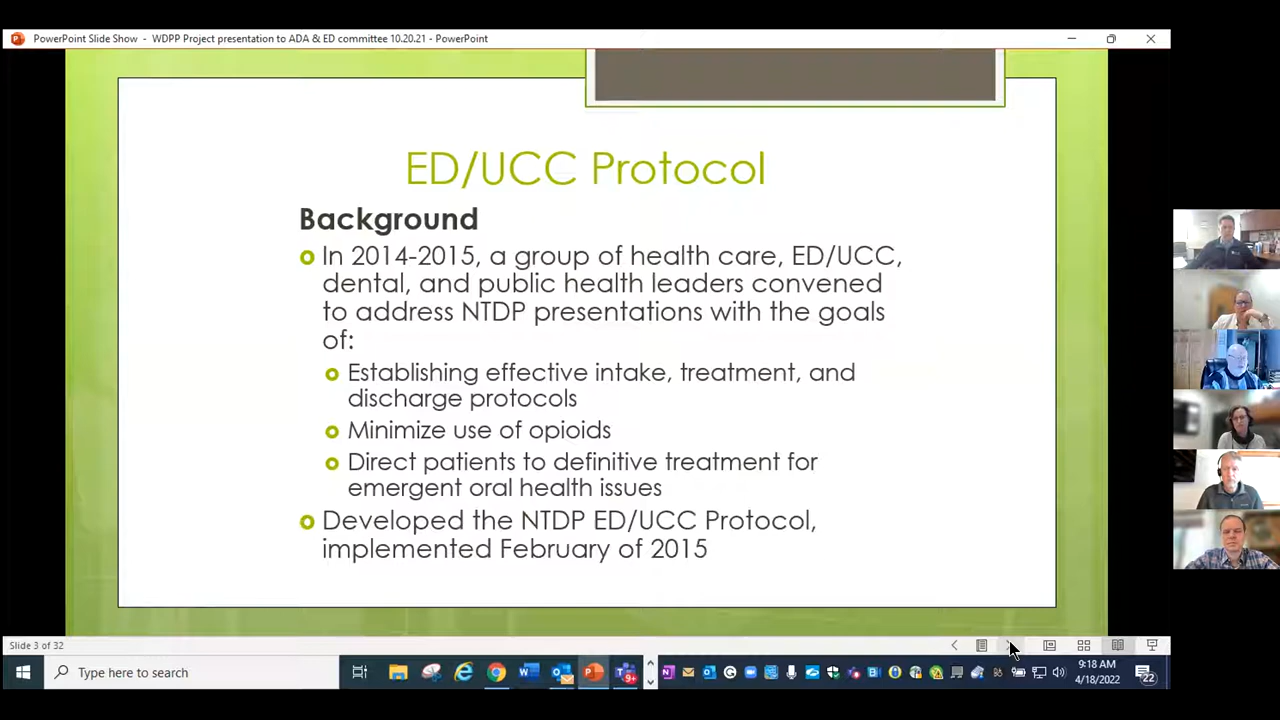 PowerPoint Slide Show - WDPP Project presentation to ADA & ED committee 10.20.21 - PowerPoint
ED/UCC Protocol
Background
In 2014-2015, a group of health care, ED/UCC,
dental, and public health leaders convened
to address NTDP presentations with the goals
of:
Establishing effective intake, treatment, and
discharge protocols
Minimize use of opioids
Direct patients to definitive treatment for
emergent oral health issues
Developed the NTDP ED/UCC Protocol,
implemented February of 2015
Slide 3 of 32
Type here to search
9:18 AM
4/18/2022
22